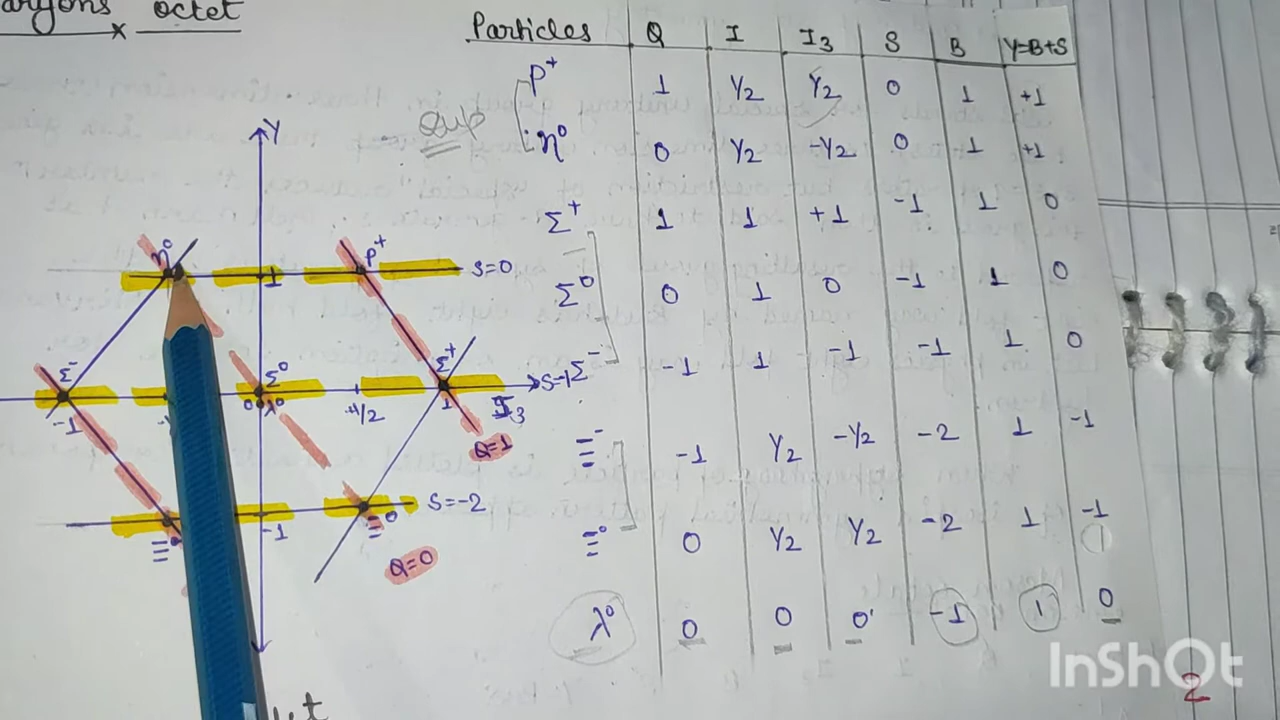 aryons octet
Particles Q I I3 S B Y=B+S
P+ 1 1/2 1/2 0 1 +1
η0 0 1/2 -1/2 0 1 +1
Σ+ 1 1 +1 -1 1 0
Σ0 0 1 0 -1 1 0
Σ- -1 1 -1 -1 1 0
Ξ- -1 1/2 -1/2 -2 1 -1
Ξ0 0 1/2 1/2 -2 1 -1
λ0 0 0 0 -1 1 0
Y
η0 P+ S=0
1
Σ- Σ0 Σ+ S=-1
-1 0 λ0 +1/2 1 I3
Q=1
S=-2
Ξ -1 Ξ0
Q=0
InShOt
2